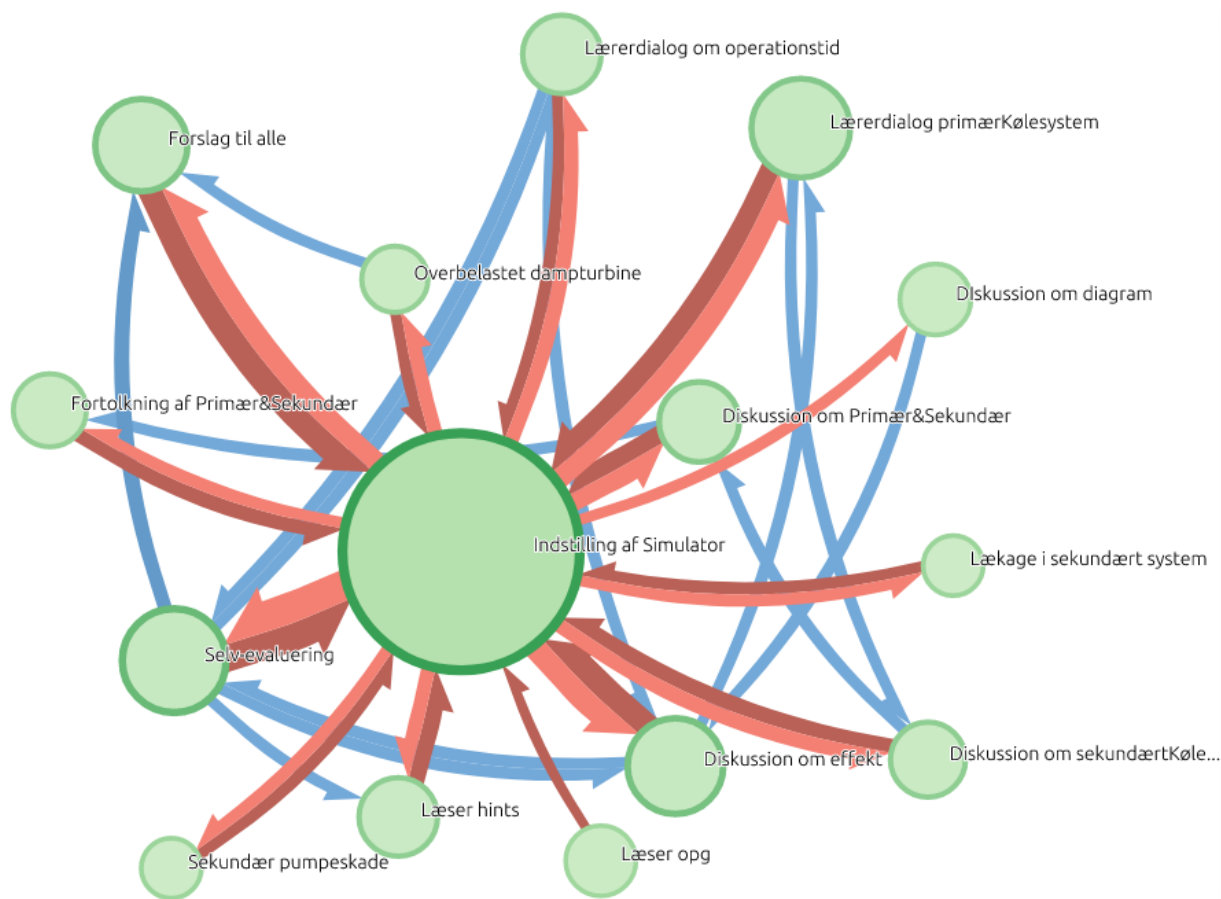 Lærerdialog om operationstid
Lærerdialog primærKølesystem
Forslag til alle
Overbelastet dampturbine
DIskussion om diagram
Fortolkning af Primær&Sekundær
Diskussion om Primær&Sekundær
Indstilling af Simulator
Lækage i sekundært system
Selv-evaluering
Diskussion om effekt
Diskussion om sekundærtKøle...
Læser hints
Læser opg
Sekundær pumpeskade